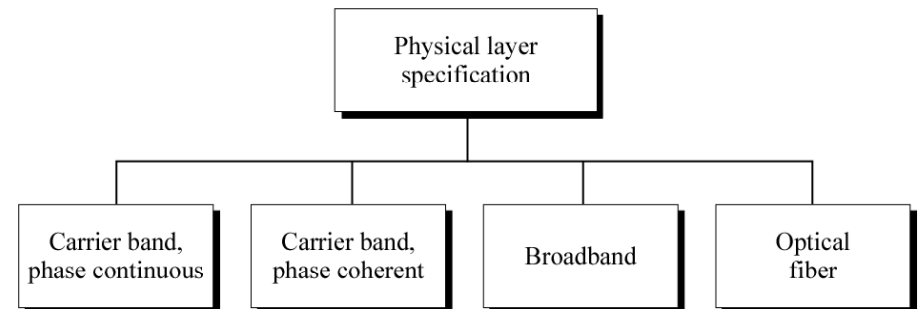 Physical layer
specification
Carrier band,
phase continuous
Carrier band,
phase coherent
Broadband
Optical
fiber